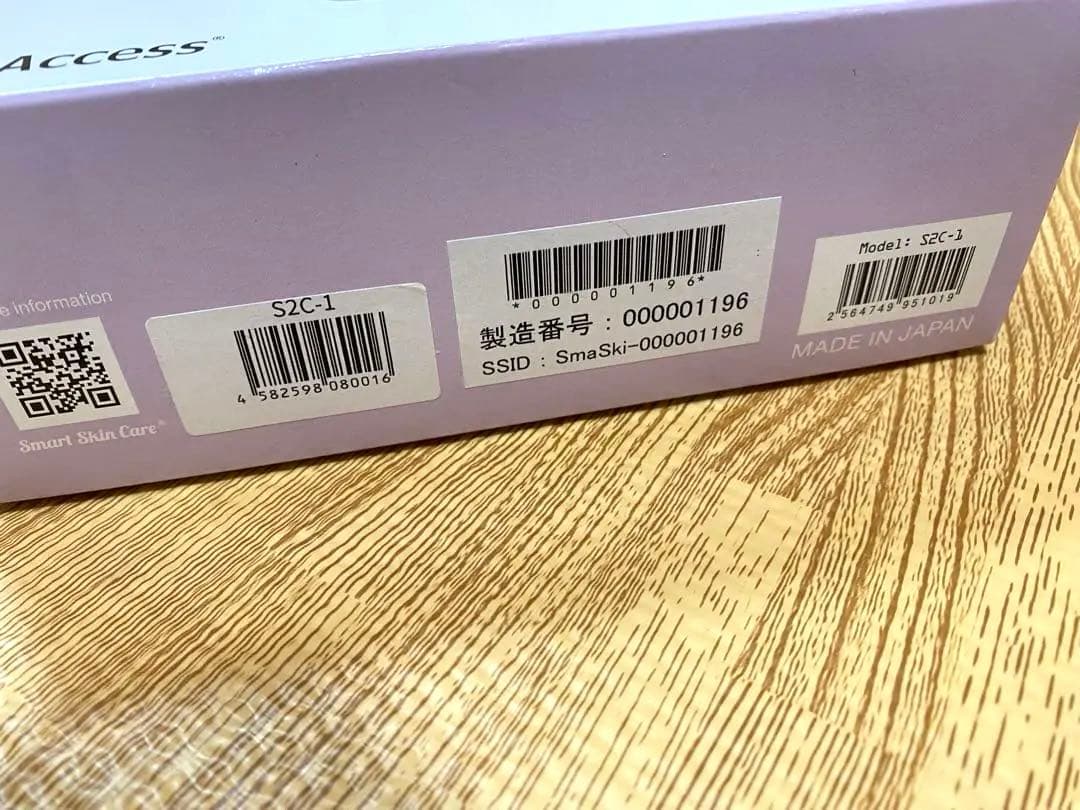 Access®
e information
Smart Skin Care®
S2C-1
4 582598 080016
*000001196*
製造番号：000001196
SSID：SmaSki-000001196
Model: S2C-1
2 564749 951019
MADE IN JAPAN